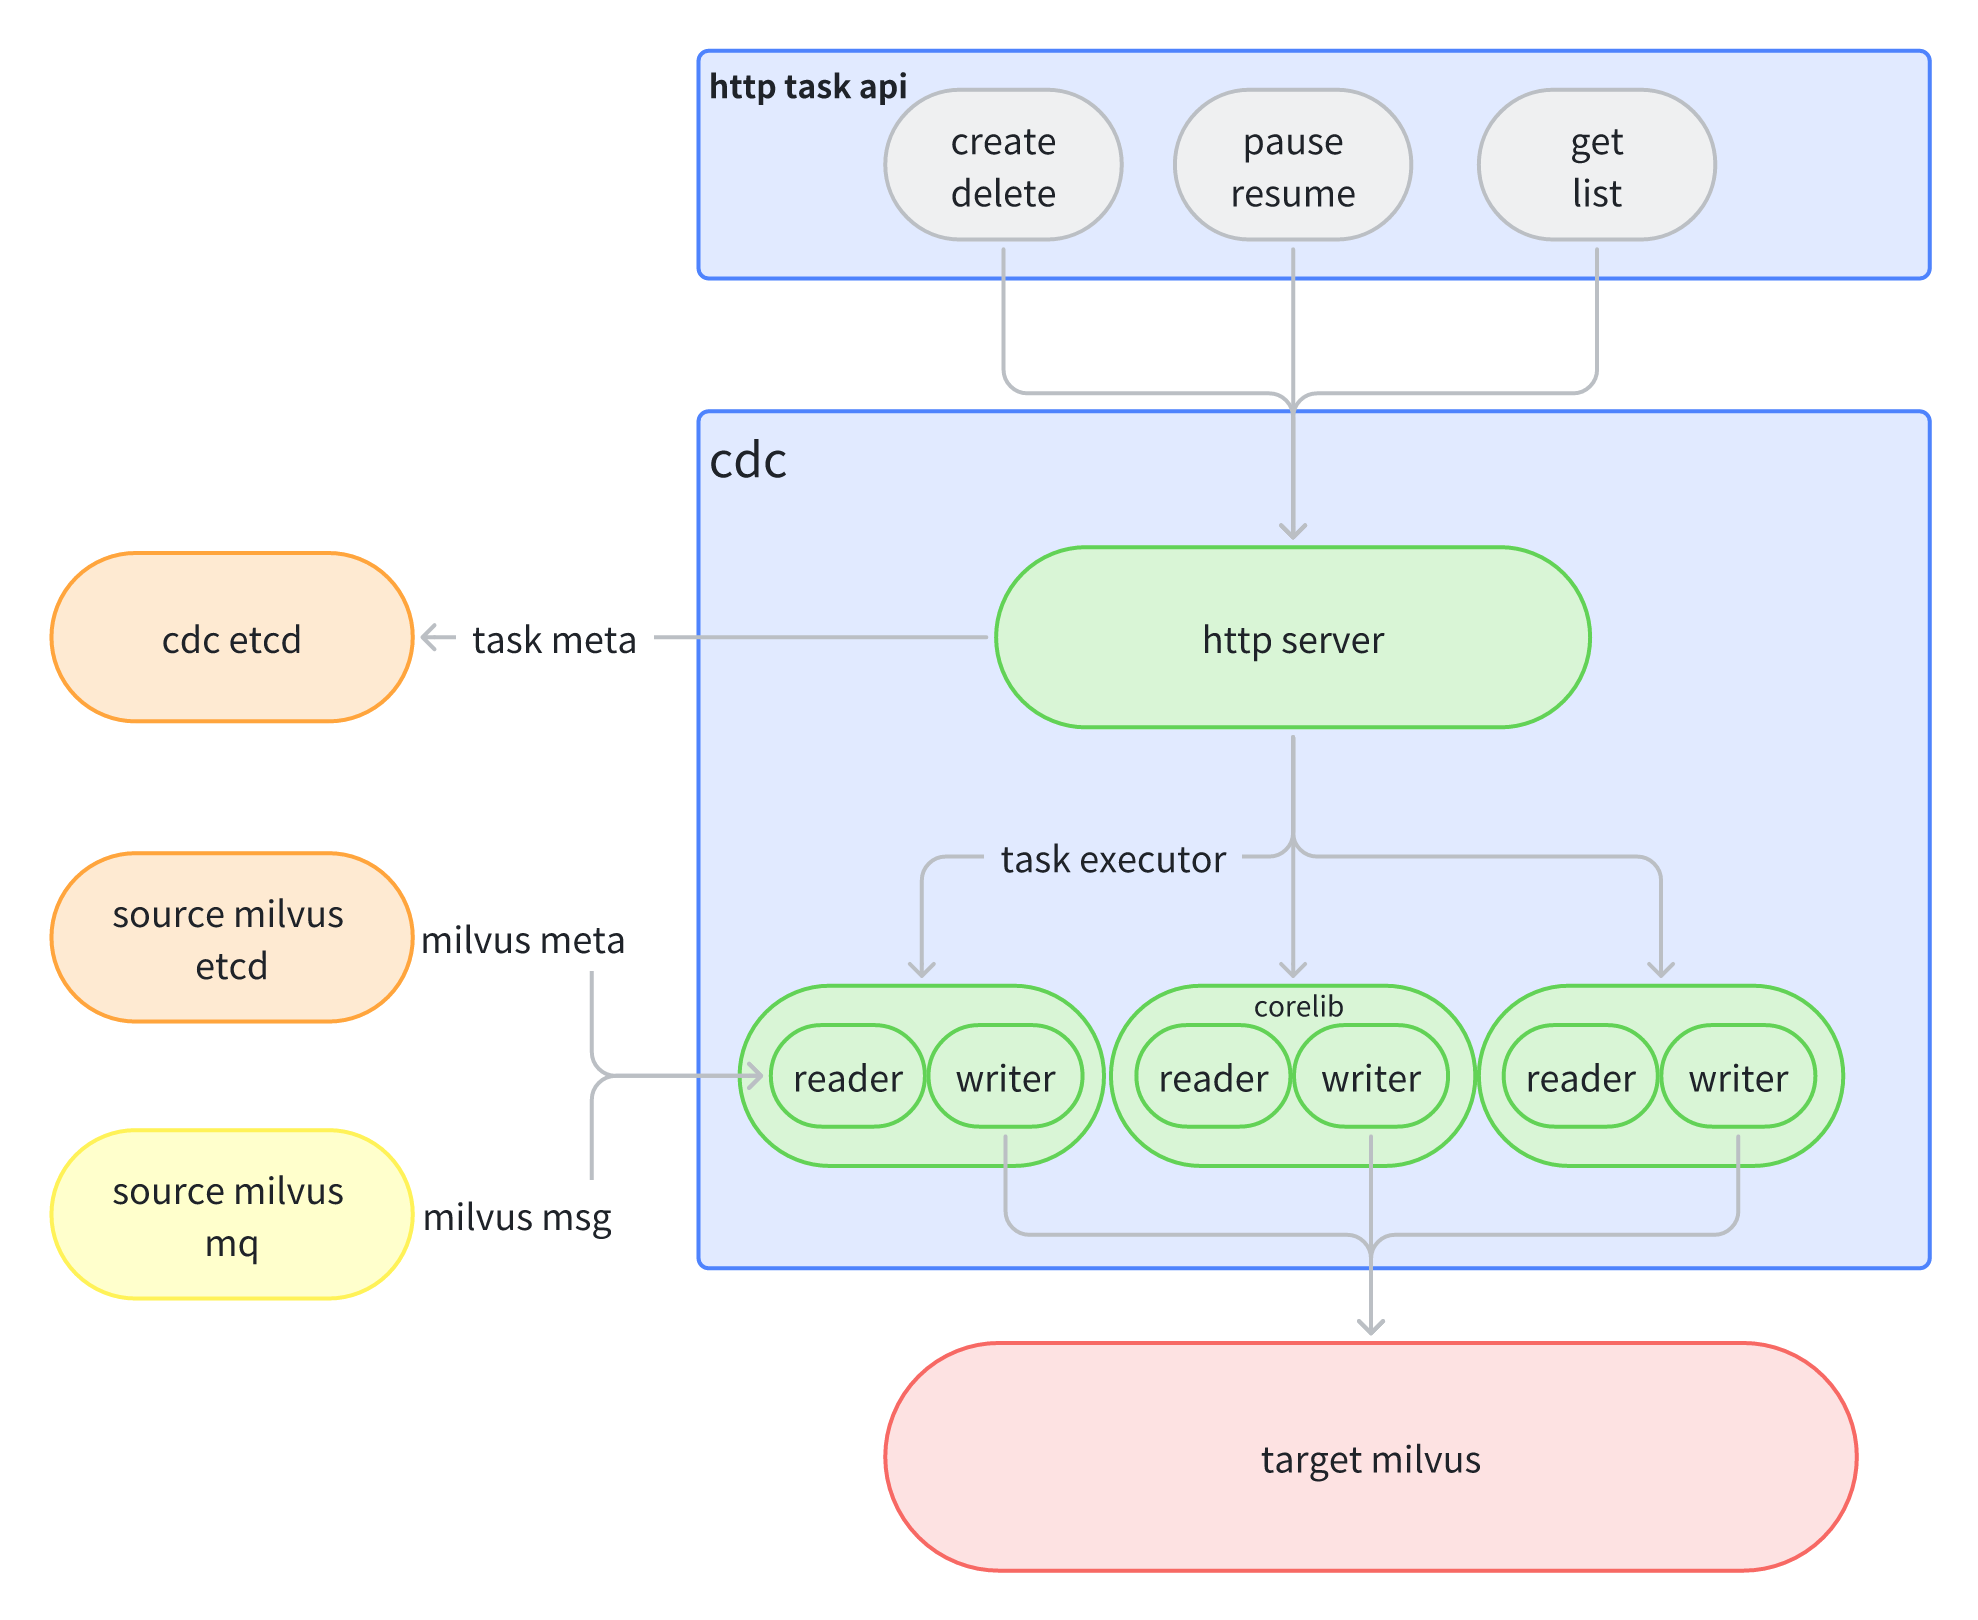 http task api
create
delete
pause
resume
get
list
cdc
cdc etcd
task meta
http server
task executor
source milvus
etcd
milvus meta
corelib
reader
writer
reader
writer
reader
writer
source milvus
mq
milvus msg
target milvus